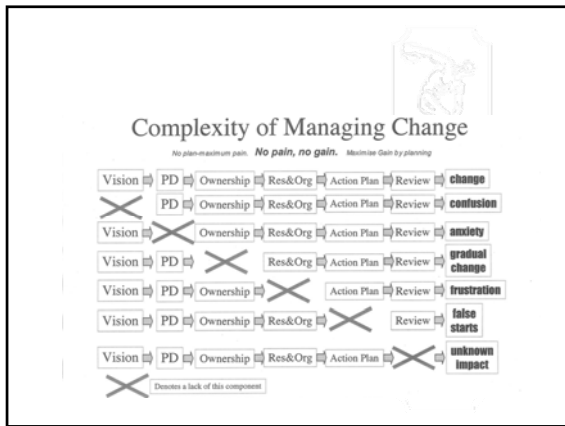 Complexity of Managing Change
No plan-maximum pain. No pain, no gain. Maximise Gain by planning
Vision PD Ownership Res&Org Action Plan Review change
PD Ownership Res&Org Action Plan Review confusion
Vision Ownership Res&Org Action Plan Review anxiety
Vision PD Res&Org Action Plan Review gradual
change
Vision PD Ownership Action Plan Review frustration
Vision PD Ownership Res&Org Review false
starts
Vision PD Ownership Res&Org Action Plan unknown
impact
Denotes a lack of this component